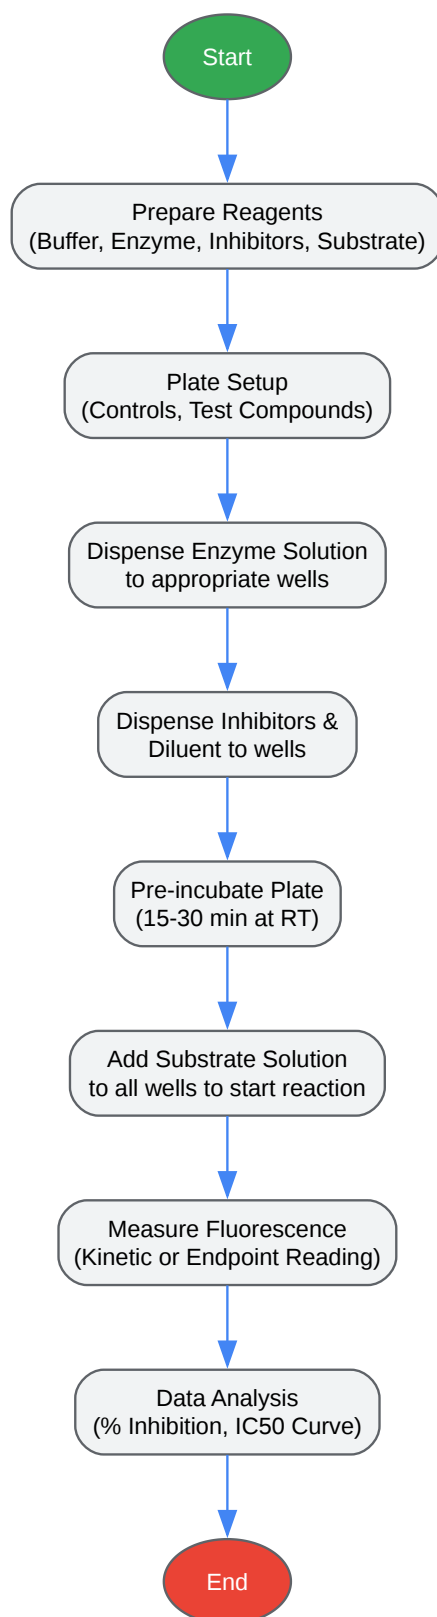 Start
Prepare Reagents
(Buffer, Enzyme, Inhibitors, Substrate)
Plate Setup
(Controls, Test Compounds)
Dispense Enzyme Solution
to appropriate wells
Dispense Inhibitors &
Diluent to wells
Pre-incubate Plate
(15-30 min at RT)
Add Substrate Solution
to all wells to start reaction
Measure Fluorescence
(Kinetic or Endpoint Reading)
Data Analysis
(% Inhibition, IC50 Curve)
End